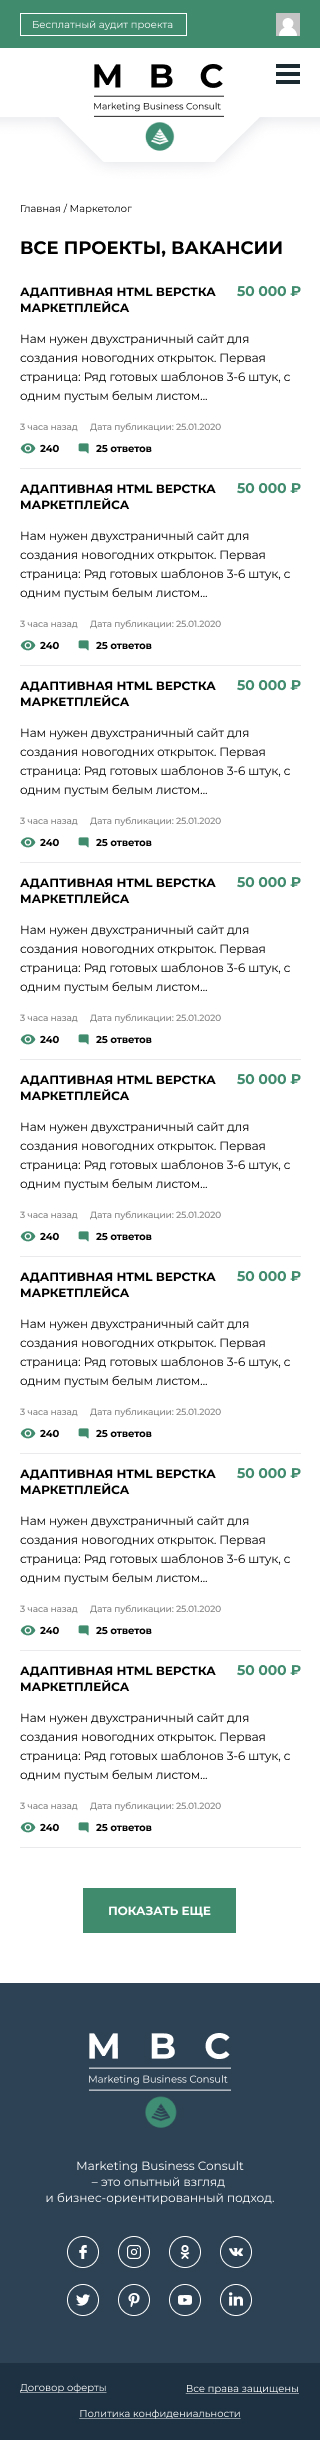 Бесплатный аудит проекта
M B C
Marketing Business Consult
Главная / Маркетолог
ВСЕ ПРОЕКТЫ, ВАКАНСИИ
АДАПТИВНАЯ HTML ВЕРСТКА 50 000 ₽
МАРКЕТПЛЕЙСА
Нам нужен двухстраничный сайт для
создания новогодних открыток. Первая
страница: Ряд готовых шаблонов 3-6 штук, с
одним пустым белым листом...
3 часа назад Дата публикации: 25.01.2020
240 25 ответов
АДАПТИВНАЯ HTML ВЕРСТКА 50 000 ₽
МАРКЕТПЛЕЙСА
Нам нужен двухстраничный сайт для
создания новогодних открыток. Первая
страница: Ряд готовых шаблонов 3-6 штук, с
одним пустым белым листом...
3 часа назад Дата публикации: 25.01.2020
240 25 ответов
АДАПТИВНАЯ HTML ВЕРСТКА 50 000 ₽
МАРКЕТПЛЕЙСА
Нам нужен двухстраничный сайт для
создания новогодних открыток. Первая
страница: Ряд готовых шаблонов 3-6 штук, с
одним пустым белым листом...
3 часа назад Дата публикации: 25.01.2020
240 25 ответов
АДАПТИВНАЯ HTML ВЕРСТКА 50 000 ₽
МАРКЕТПЛЕЙСА
Нам нужен двухстраничный сайт для
создания новогодних открыток. Первая
страница: Ряд готовых шаблонов 3-6 штук, с
одним пустым белым листом...
3 часа назад Дата публикации: 25.01.2020
240 25 ответов
АДАПТИВНАЯ HTML ВЕРСТКА 50 000 ₽
МАРКЕТПЛЕЙСА
Нам нужен двухстраничный сайт для
создания новогодних открыток. Первая
страница: Ряд готовых шаблонов 3-6 штук, с
одним пустым белым листом...
3 часа назад Дата публикации: 25.01.2020
240 25 ответов
АДАПТИВНАЯ HTML ВЕРСТКА 50 000 ₽
МАРКЕТПЛЕЙСА
Нам нужен двухстраничный сайт для
создания новогодних открыток. Первая
страница: Ряд готовых шаблонов 3-6 штук, с
одним пустым белым листом...
3 часа назад Дата публикации: 25.01.2020
240 25 ответов
АДАПТИВНАЯ HTML ВЕРСТКА 50 000 ₽
МАРКЕТПЛЕЙСА
Нам нужен двухстраничный сайт для
создания новогодних открыток. Первая
страница: Ряд готовых шаблонов 3-6 штук, с
одним пустым белым листом...
3 часа назад Дата публикации: 25.01.2020
240 25 ответов
АДАПТИВНАЯ HTML ВЕРСТКА 50 000 ₽
МАРКЕТПЛЕЙСА
Нам нужен двухстраничный сайт для
создания новогодних открыток. Первая
страница: Ряд готовых шаблонов 3-6 штук, с
одним пустым белым листом...
3 часа назад Дата публикации: 25.01.2020
240 25 ответов
ПОКАЗАТЬ ЕЩЕ
M B C
Marketing Business Consult
Marketing Business Consult
– это опытный взгляд
и бизнес-ориентированный подход.
Договор оферты Все права защищены
Политика конфидениальности